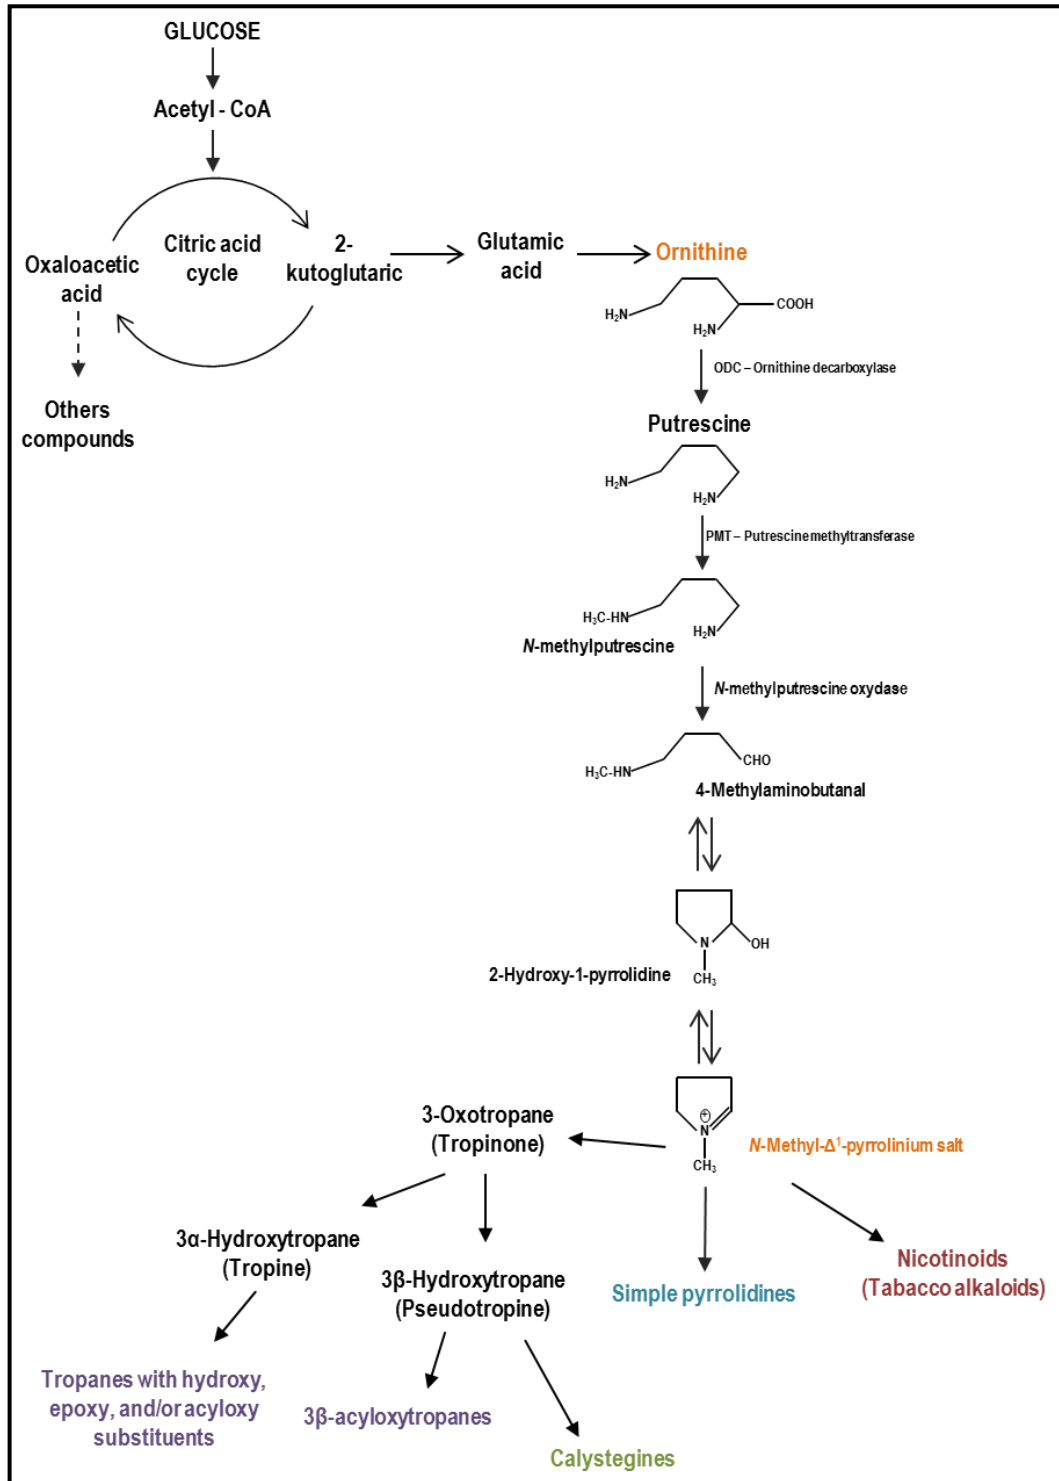 GLUCOSE
Acetyl - CoA
Citric acid
cycle
Oxaloacetic
acid
2-
kutoglutaric
Glutamic
acid
Ornithine
H₂N
H₂N
COOH
ODC – Ornithine decarboxylase
Others
compounds
Putrescine
H₂N
H₂N
PMT – Putrescine methyltransferase
H₃C-HN
H₂N
N-methylputrescine
N-methylputrescine oxydase
H₃C-HN
CHO
4-Methylaminobutanal
N
OH
CH₃
2-Hydroxy-1-pyrrolidine
+
N
CH₃
N-Methyl-Δ¹-pyrrolinium salt
3-Oxotropane
(Tropinone)
3α-Hydroxytropane
(Tropine)
3β-Hydroxytropane
(Pseudotropine)
Simple pyrrolidines
Nicotinoids
(Tabacco alkaloids)
Tropanes with hydroxy,
epoxy, and/or acyloxy
substituents
3β-acyloxytropanes
Calystegines